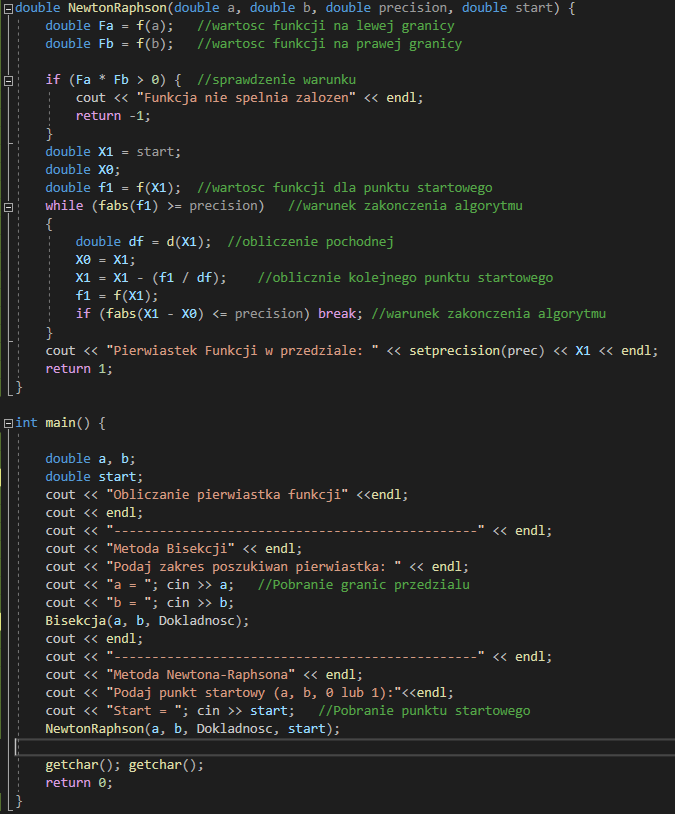 double NewtonRaphson(double a, double b, double precision, double start) {
double Fa = f(a); //wartosc funkcji na lewej granicy
double Fb = f(b); //wartosc funkcji na prawej granicy
if (Fa * Fb > 0) { //sprawdzenie warunku
cout << "Funkcja nie spelnia zalozen" << endl;
return -1;
}
double X1 = start;
double X0;
double f1 = f(X1); //wartosc funkcji dla punktu startowego
while (fabs(f1) >= precision) //warunek zakonczenia algorytmu
{
double df = d(X1); //obliczenie pochodnej
X0 = X1;
X1 = X1 - (f1 / df); //oblicznie kolejnego punktu startowego
f1 = f(X1);
if (fabs(X1 - X0) <= precision) break; //warunek zakonczenia algorytmu
}
cout << "Pierwiastek Funkcji w przedziale: " << setprecision(prec) << X1 << endl;
return 1;
}
int main() {
double a, b;
double start;
cout << "Obliczanie pierwiastka funkcji" <<endl;
cout << endl;
cout << "------------------------------------------------" << endl;
cout << "Metoda Bisekcji" << endl;
cout << "Podaj zakres poszukiwan pierwiastka: " << endl;
cout << "a = "; cin >> a; //Pobranie granic przedzialu
cout << "b = "; cin >> b;
Bisekcja(a, b, Dokladnosc);
cout << endl;
cout << "------------------------------------------------" << endl;
cout << "Metoda Newtona-Raphsona" << endl;
cout << "Podaj punkt startowy (a, b, 0 lub 1):"<<endl;
cout << "Start = "; cin >> start; //Pobranie punktu startowego
NewtonRaphson(a, b, Dokladnosc, start);
getchar(); getchar();
return 0;
}